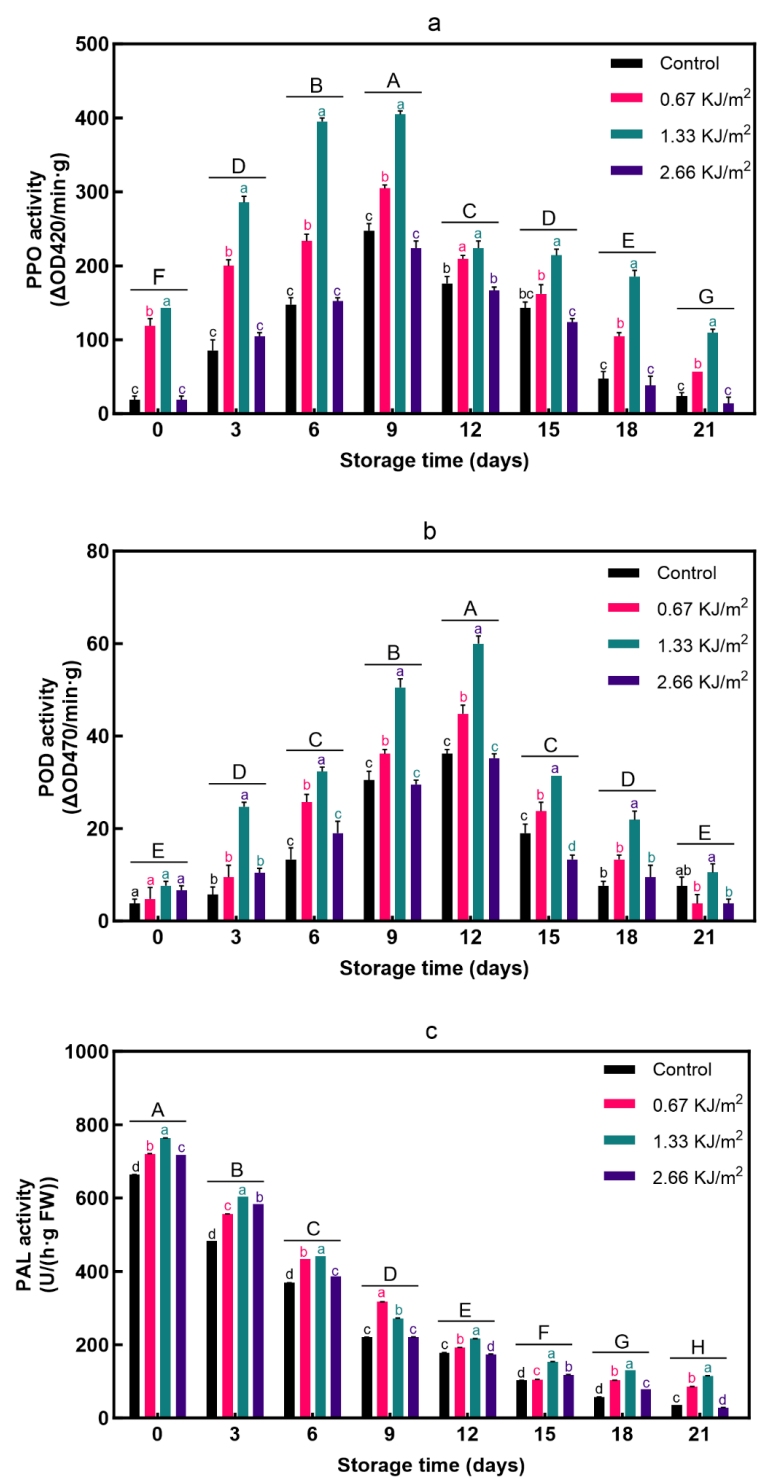 a
500
400
300
200
100
0
PPO activity
(ΔOD420/min·g)
Control
0.67 KJ/m²
1.33 KJ/m²
2.66 KJ/m²
F D B A C D E G
c b a c
c b a c
c b a c
c b a c
b a a b
bc b a c
c b a c
c b a c
0 3 6 9 12 15 18 21
Storage time (days)
b
80
60
40
20
0
POD activity
(ΔOD470/min·g)
Control
0.67 KJ/m²
1.33 KJ/m²
2.66 KJ/m²
E D C B A C D E
a a a a
b b a b
c b a c
c b a c
c b a c
c b a d
b b a b
ab b a b
0 3 6 9 12 15 18 21
Storage time (days)
c
1000
800
600
400
200
0
PAL activity
(U/(h·g FW))
Control
0.67 KJ/m²
1.33 KJ/m²
2.66 KJ/m²
A B C D E F G H
d b a c
d c a b
d b a c
c a b c
c b a d
d c a b
d b a c
c b a d
0 3 6 9 12 15 18 21
Storage time (days)